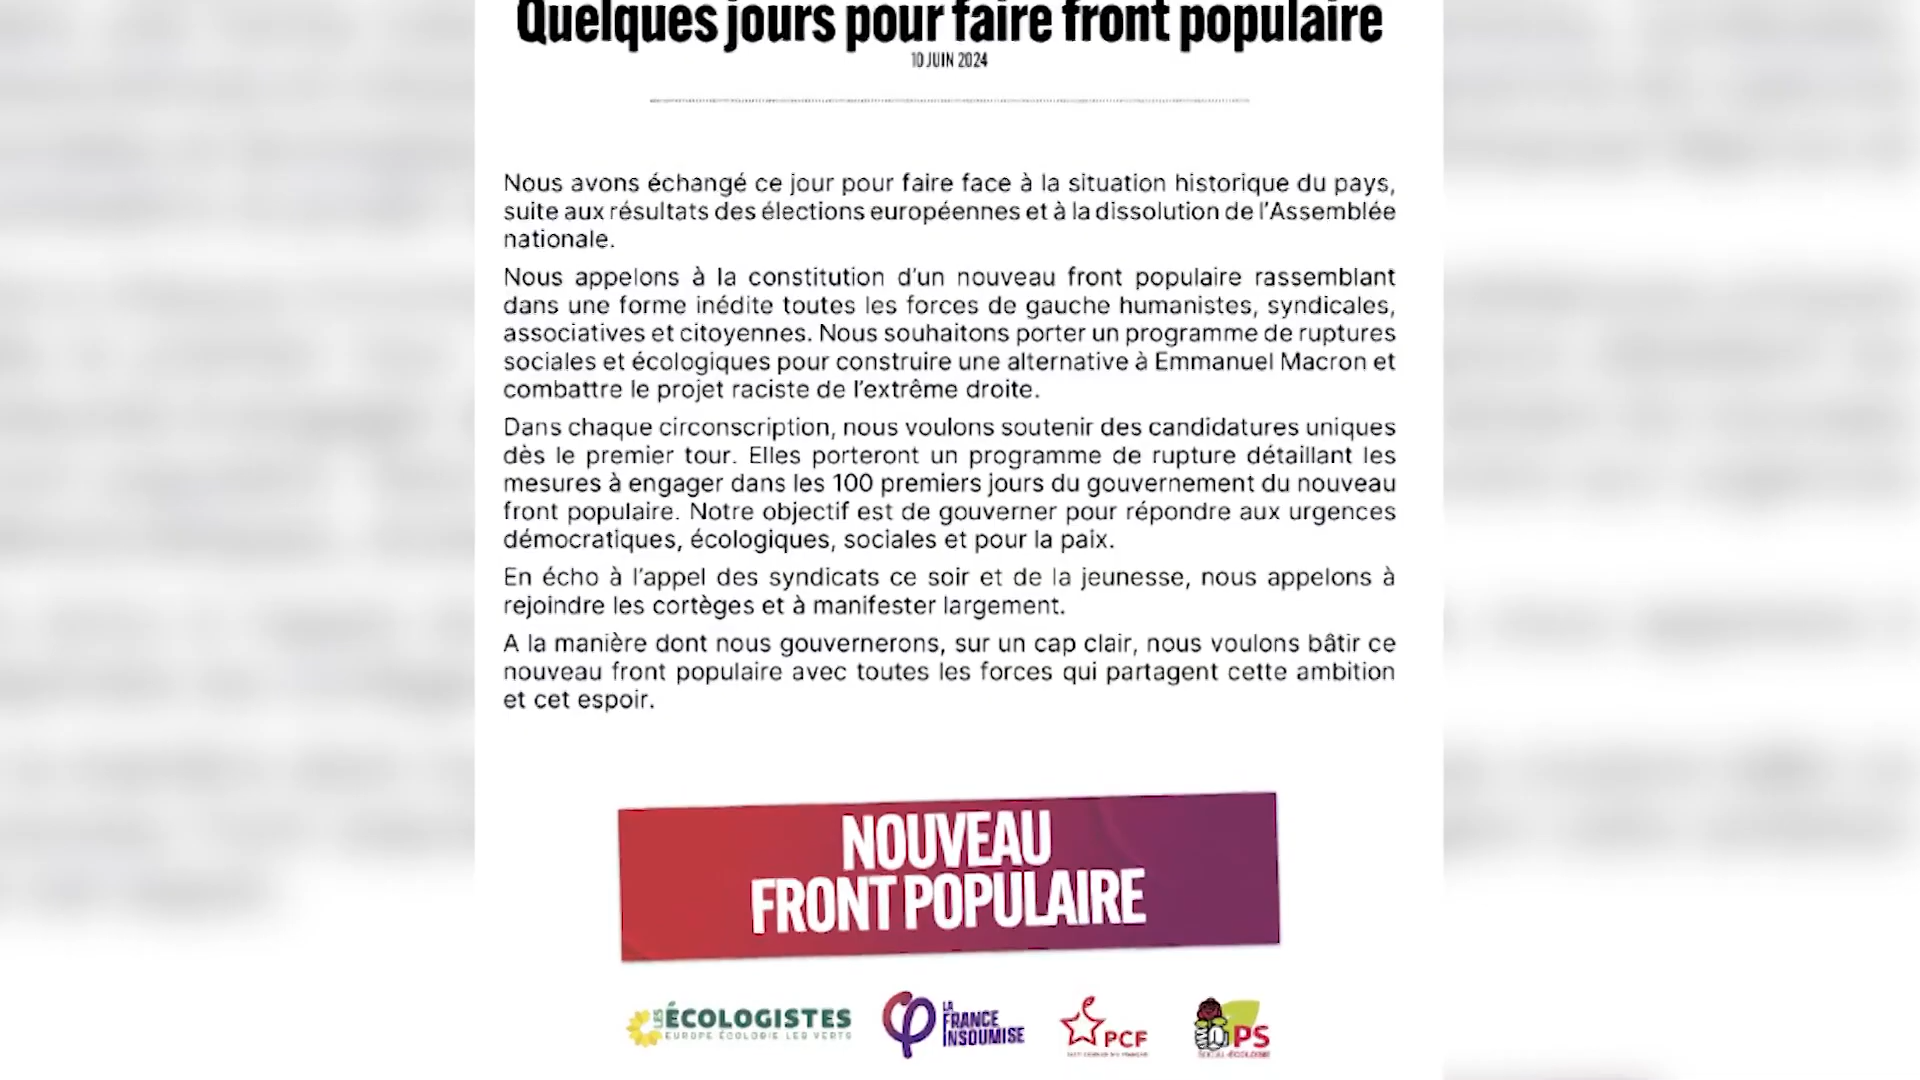 Quelques jours pour faire front populaire
10 JUIN 2024
Nous avons échangé ce jour pour faire face à la situation historique du pays,
suite aux résultats des élections européennes et à la dissolution de l'Assemblée
nationale.
Nous appelons à la constitution d'un nouveau front populaire rassemblant
dans une forme inédite toutes les forces de gauche humanistes, syndicales,
associatives et citoyennes. Nous souhaitons porter un programme de ruptures
sociales et écologiques pour construire une alternative à Emmanuel Macron et
combattre le projet raciste de l'extrême droite.
Dans chaque circonscription, nous voulons soutenir des candidatures uniques
dès le premier tour. Elles porteront un programme de rupture détaillant les
mesures à engager dans les 100 premiers jours du gouvernement du nouveau
front populaire. Notre objectif est de gouverner pour répondre aux urgences
démocratiques, écologiques, sociales et pour la paix.
En écho à l'appel des syndicats ce soir et de la jeunesse, nous appelons à
rejoindre les cortèges et à manifester largement.
A la manière dont nous gouvernerons, sur un cap clair, nous voulons bâtir ce
nouveau front populaire avec toutes les forces qui partagent cette ambition
et cet espoir.
NOUVEAU
FRONT POPULAIRE
LES ÉCOLOGISTES
EUROPE ÉCOLOGIE LES VERTS
LA
FRANCE
INSOUMISE
PCF
PS